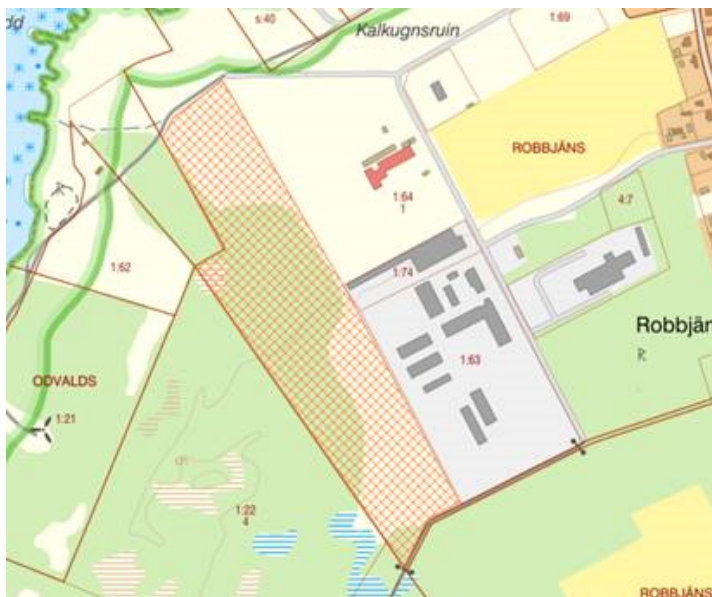 dd
s:40
Kalkugnsruin
1:69
ROBBJÄNS
1:64
1
4:7
1:62
1:74
Robbjän
R
1:63
ODVALDS
1:21
1:22
4
ROBBJÄNS